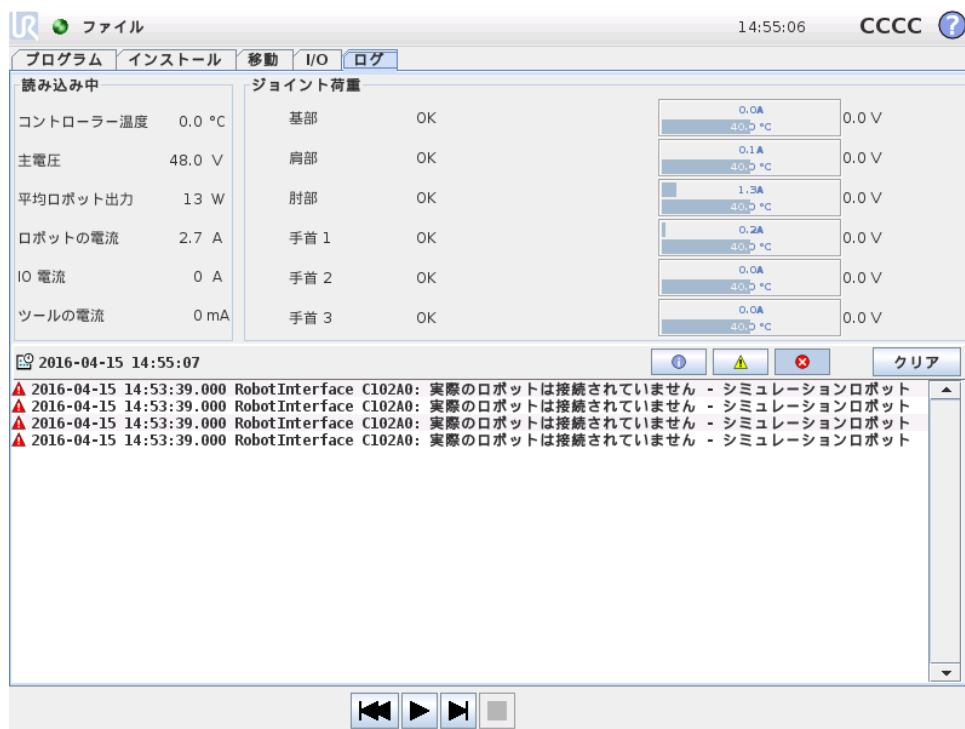 UR ファイル 14:55:06 CCCC ?
プログラム インストール 移動 I/O ログ
読み込み中
コントローラー温度 0.0 °C
主電圧 48.0 V
平均ロボット出力 13 W
ロボットの電流 2.7 A
IO 電流 0 A
ツールの電流 0 mA
ジョイント荷重
基部 OK 0.0A 40.0 °C 0.0 V
肩部 OK 0.1A 40.0 °C 0.0 V
肘部 OK 1.3A 40.0 °C 0.0 V
手首 1 OK 0.2A 40.0 °C 0.0 V
手首 2 OK 0.0A 40.0 °C 0.0 V
手首 3 OK 0.0A 40.0 °C 0.0 V
2016-04-15 14:55:07 クリア
2016-04-15 14:53:39.000 RobotInterface C102A0: 実際のロボットは接続されていません - シミュレーションロボット
2016-04-15 14:53:39.000 RobotInterface C102A0: 実際のロボットは接続されていません - シミュレーションロボット
2016-04-15 14:53:39.000 RobotInterface C102A0: 実際のロボットは接続されていません - シミュレーションロボット
2016-04-15 14:53:39.000 RobotInterface C102A0: 実際のロボットは接続されていません - シミュレーションロボット